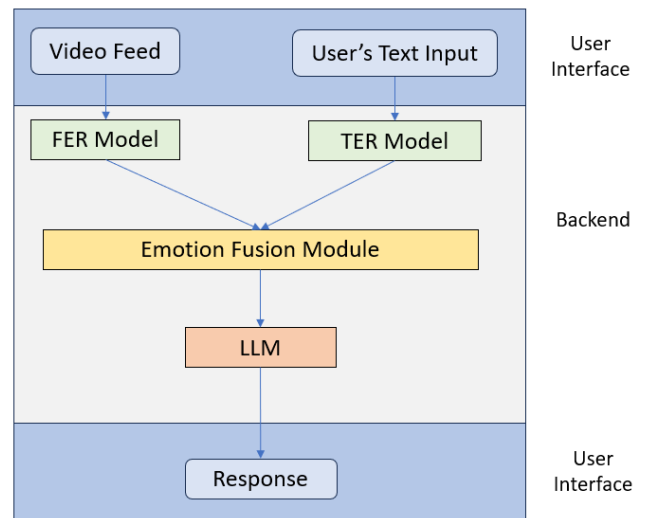 Video Feed
User's Text Input
User
Interface
FER Model
TER Model
Backend
Emotion Fusion Module
LLM
Response
User
Interface